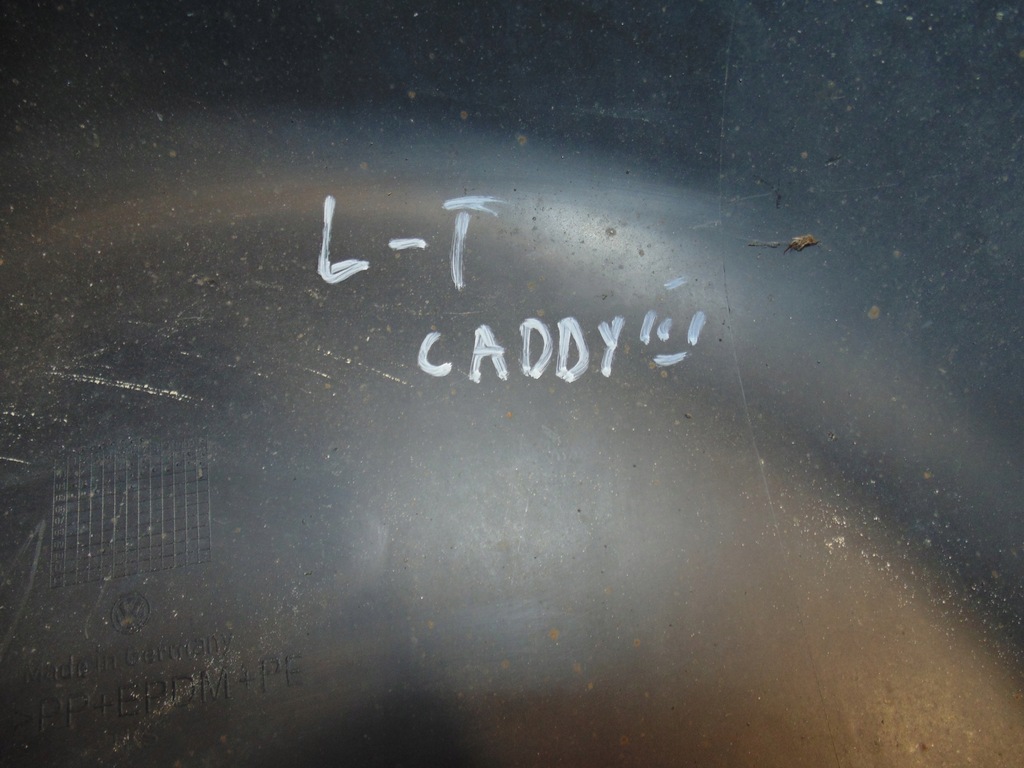 L-T
CADDY!!!
Made in Germany
>PP+EPDM+PE